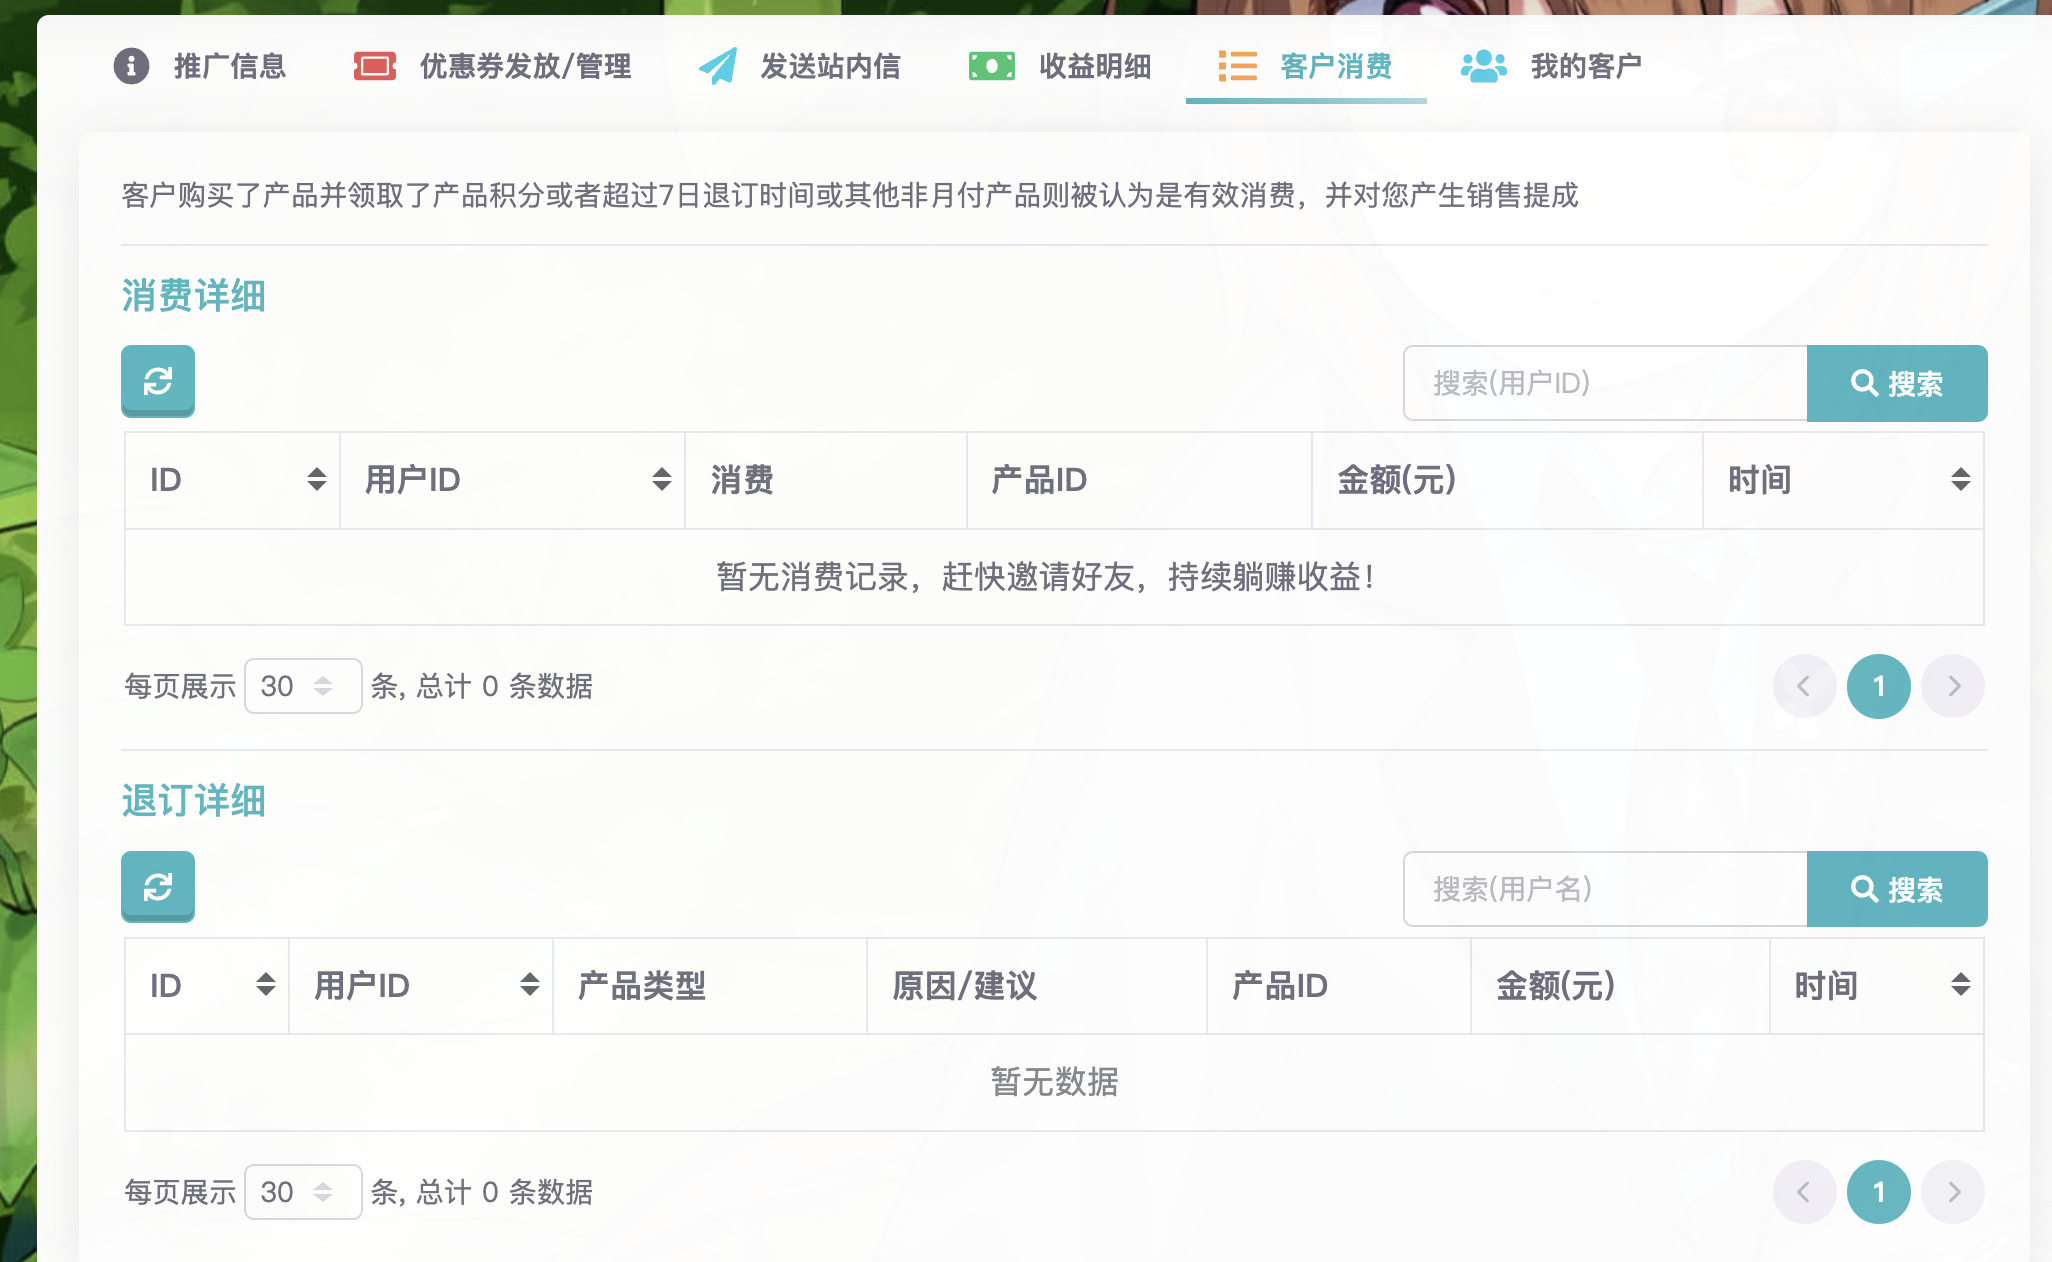 推广信息 优惠券发放/管理 发送站内信 收益明细 客户消费 我的客户
客户购买了产品并领取了产品积分或者超过7日退订时间或其他非月付产品则被认为是有效消费，并对您产生销售提成
消费详细
搜索(用户ID) 搜索
ID 用户ID 消费 产品ID 金额(元) 时间
暂无消费记录，赶快邀请好友，持续躺赚收益！
每页展示 30 条, 总计 0 条数据 1
退订详细
搜索(用户名) 搜索
ID 用户ID 产品类型 原因/建议 产品ID 金额(元) 时间
暂无数据
每页展示 30 条, 总计 0 条数据 1